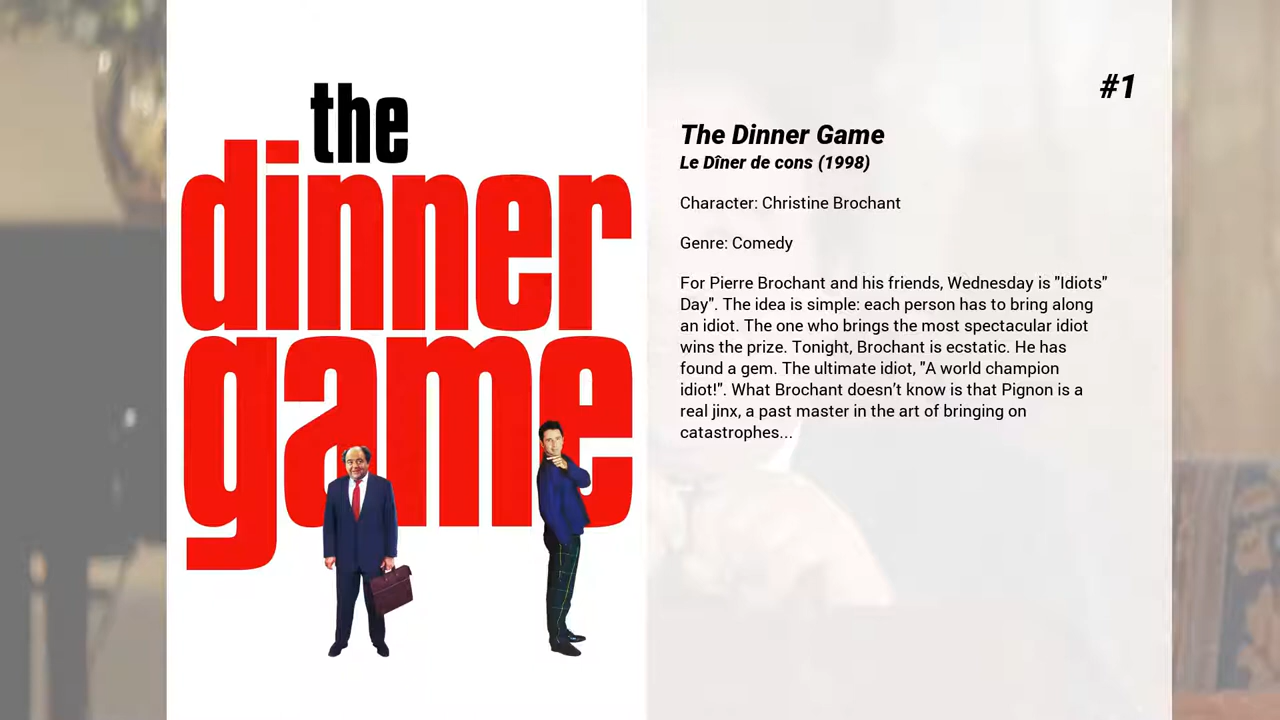 the
dinner
game
#1
The Dinner Game
Le Dîner de cons (1998)
Character: Christine Brochant
Genre: Comedy
For Pierre Brochant and his friends, Wednesday is "Idiots"
Day". The idea is simple: each person has to bring along
an idiot. The one who brings the most spectacular idiot
wins the prize. Tonight, Brochant is ecstatic. He has
found a gem. The ultimate idiot, "A world champion
idiot!". What Brochant doesn’t know is that Pignon is a
real jinx, a past master in the art of bringing on
catastrophes...